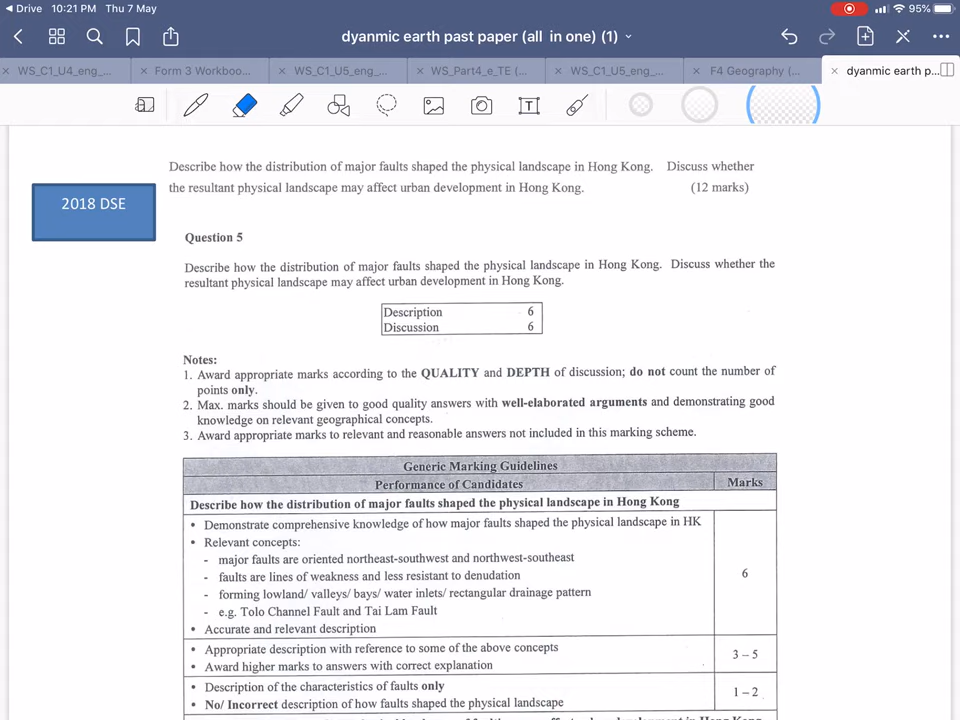 Drive 10:21 PM Thu 7 May 95%
dyanmic earth past paper (all in one) (1)
WS_C1_U4_eng_... Form 3 Workboo... WS_C1_U5_eng_... WS_Part4_e_TE (... WS_C1_U5_eng_... F4 Geography (... dyanmic earth p...
T
Describe how the distribution of major faults shaped the physical landscape in Hong Kong. Discuss whether
the resultant physical landscape may affect urban development in Hong Kong. (12 marks)
2018 DSE
Question 5
Describe how the distribution of major faults shaped the physical landscape in Hong Kong. Discuss whether the
resultant physical landscape may affect urban development in Hong Kong.
Description 6
Discussion 6
Notes:
1. Award appropriate marks according to the QUALITY and DEPTH of discussion; do not count the number of
points only.
2. Max. marks should be given to good quality answers with well-elaborated arguments and demonstrating good
knowledge on relevant geographical concepts.
3. Award appropriate marks to relevant and reasonable answers not included in this marking scheme.
Generic Marking Guidelines
Performance of Candidates Marks
Describe how the distribution of major faults shaped the physical landscape in Hong Kong
• Demonstrate comprehensive knowledge of how major faults shaped the physical landscape in HK
• Relevant concepts:
- major faults are oriented northeast-southwest and northwest-southeast
- faults are lines of weakness and less resistant to denudation
6
- forming lowland/ valleys/ bays/ water inlets/ rectangular drainage pattern
- e.g. Tolo Channel Fault and Tai Lam Fault
• Accurate and relevant description
• Appropriate description with reference to some of the above concepts
3 – 5
• Award higher marks to answers with correct explanation
• Description of the characteristics of faults only
1 – 2
• No/ Incorrect description of how faults shaped the physical landscape